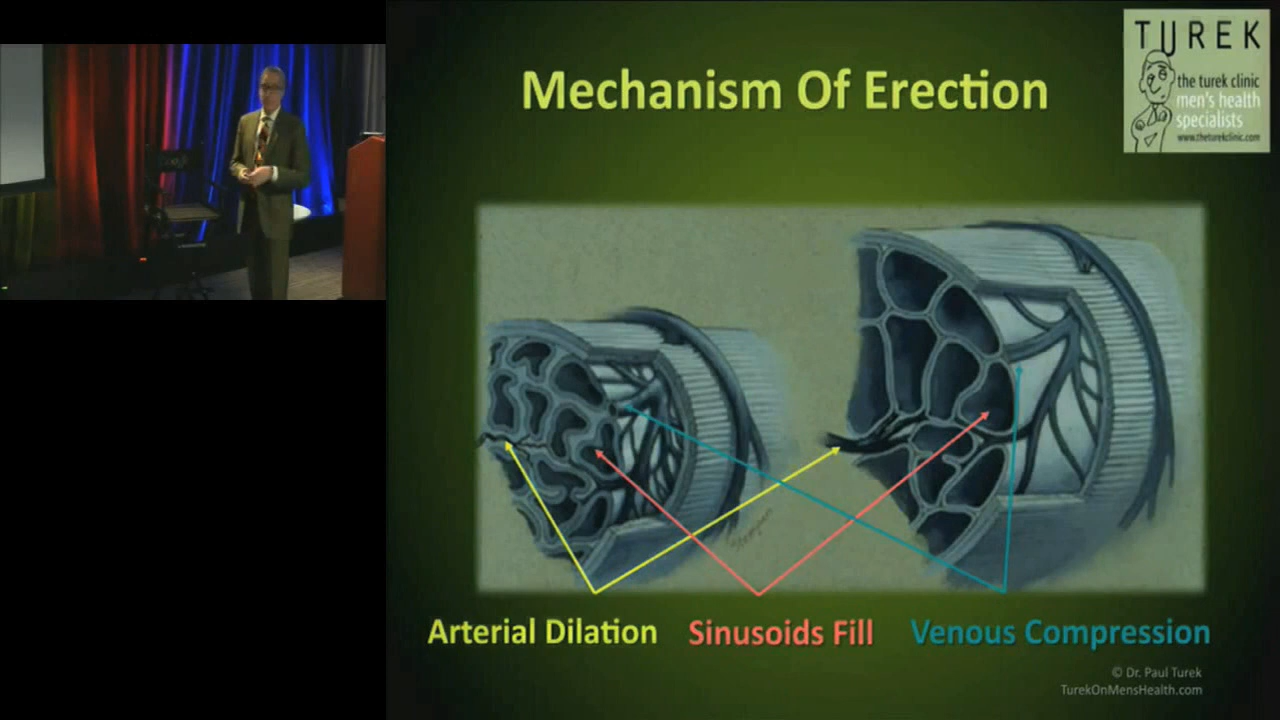 Mechanism Of Erection
TUREK
the turek clinic
men's health
specialists
www.theturekclinic.com
Arterial Dilation
Sinusoids Fill
Venous Compression
© Dr. Paul Turek
TurekOnMensHealth.com